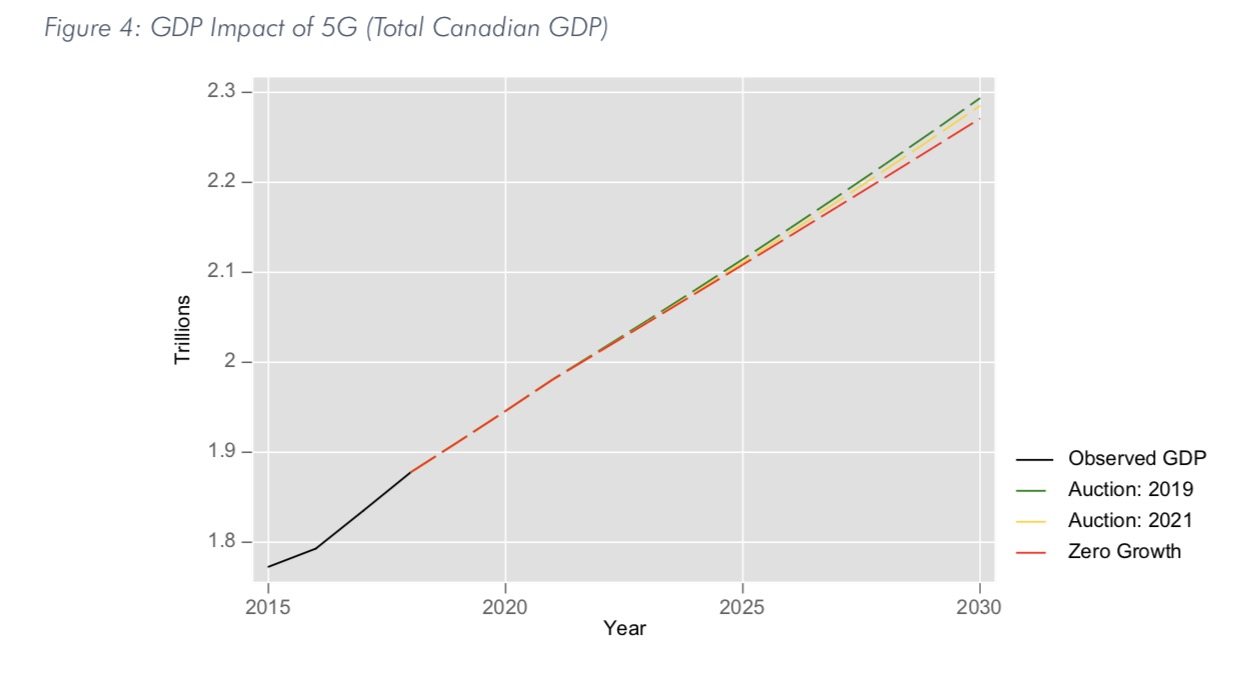 Figure 4: GDP Impact of 5G (Total Canadian GDP)
2.3
2.2
2.1
2
1.9
1.8
Trillions
2015 2020 2025 2030
Year
Observed GDP
Auction: 2019
Auction: 2021
Zero Growth